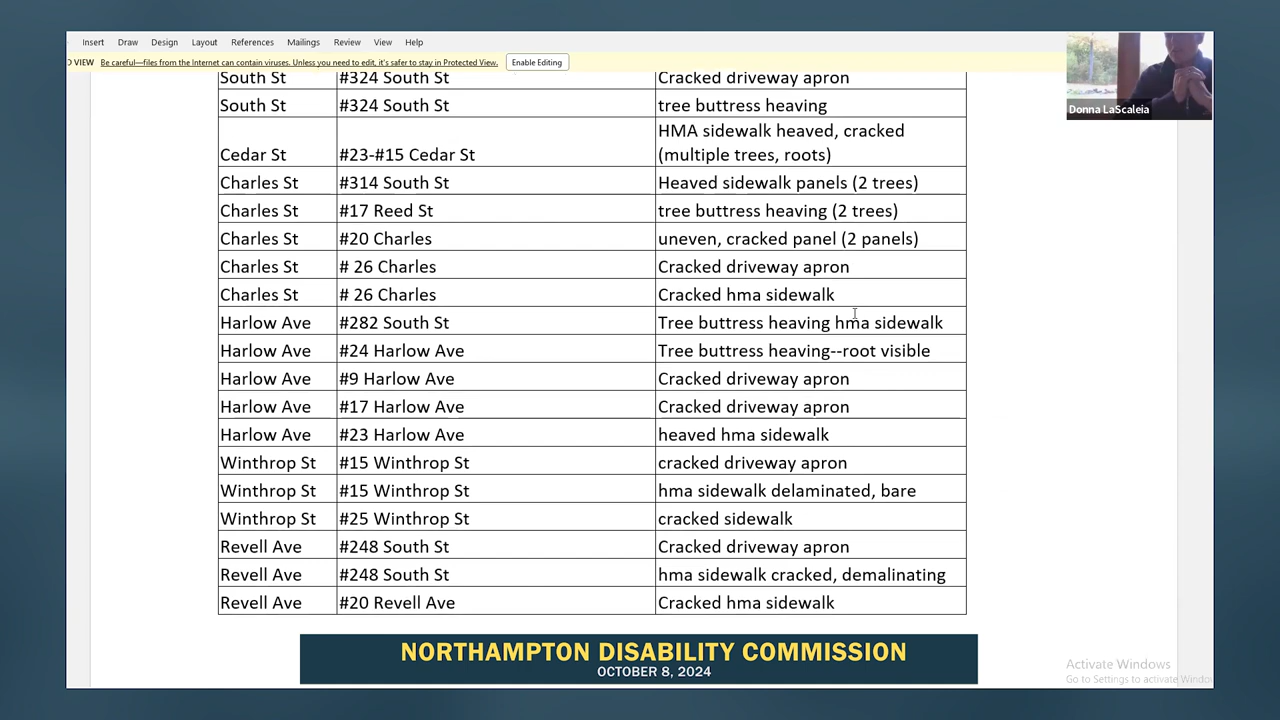 Insert Draw Design Layout References Mailings Review View Help
D VIEW Be careful—files from the Internet can contain viruses. Unless you need to edit, it's safer to stay in Protected View. Enable Editing
South St #324 South St Cracked driveway apron
South St #324 South St tree buttress heaving
HMA sidewalk heaved, cracked
Cedar St #23-#15 Cedar St (multiple trees, roots)
Charles St #314 South St Heaved sidewalk panels (2 trees)
Charles St #17 Reed St tree buttress heaving (2 trees)
Charles St #20 Charles uneven, cracked panel (2 panels)
Charles St # 26 Charles Cracked driveway apron
Charles St # 26 Charles Cracked hma sidewalk
Harlow Ave #282 South St Tree buttress heaving hma sidewalk
Harlow Ave #24 Harlow Ave Tree buttress heaving--root visible
Harlow Ave #9 Harlow Ave Cracked driveway apron
Harlow Ave #17 Harlow Ave Cracked driveway apron
Harlow Ave #23 Harlow Ave heaved hma sidewalk
Winthrop St #15 Winthrop St cracked driveway apron
Winthrop St #15 Winthrop St hma sidewalk delaminated, bare
Winthrop St #25 Winthrop St cracked sidewalk
Revell Ave #248 South St Cracked driveway apron
Revell Ave #248 South St hma sidewalk cracked, demalinating
Revell Ave #20 Revell Ave Cracked hma sidewalk
Donna LaScaleia
NORTHAMPTON DISABILITY COMMISSION
OCTOBER 8, 2024
Activate Windows
Go to Settings to activate Windo